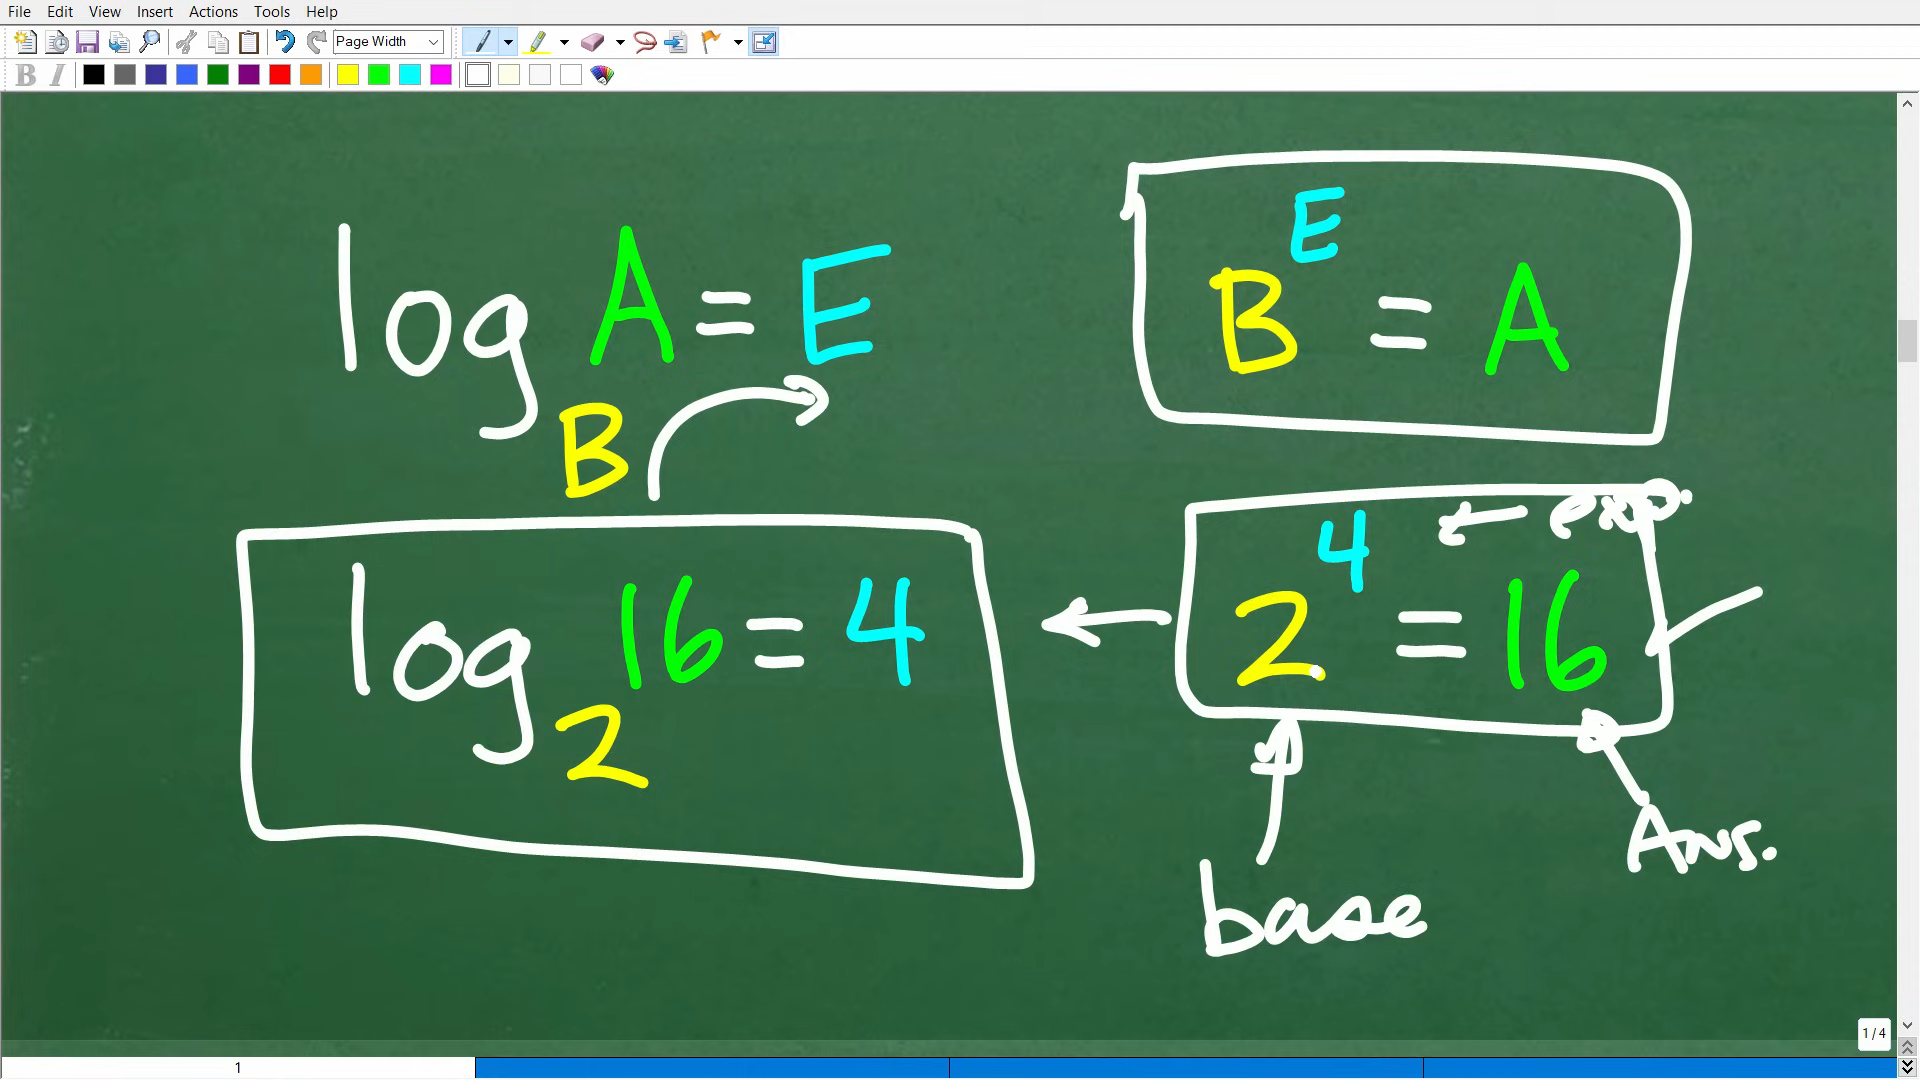 File Edit View Insert Actions Tools Help
Page Width
B I
log_B A = E
B^E = A
log_2 16 = 4
2^4 = 16
exp.
Ans.
base
1 / 4
1